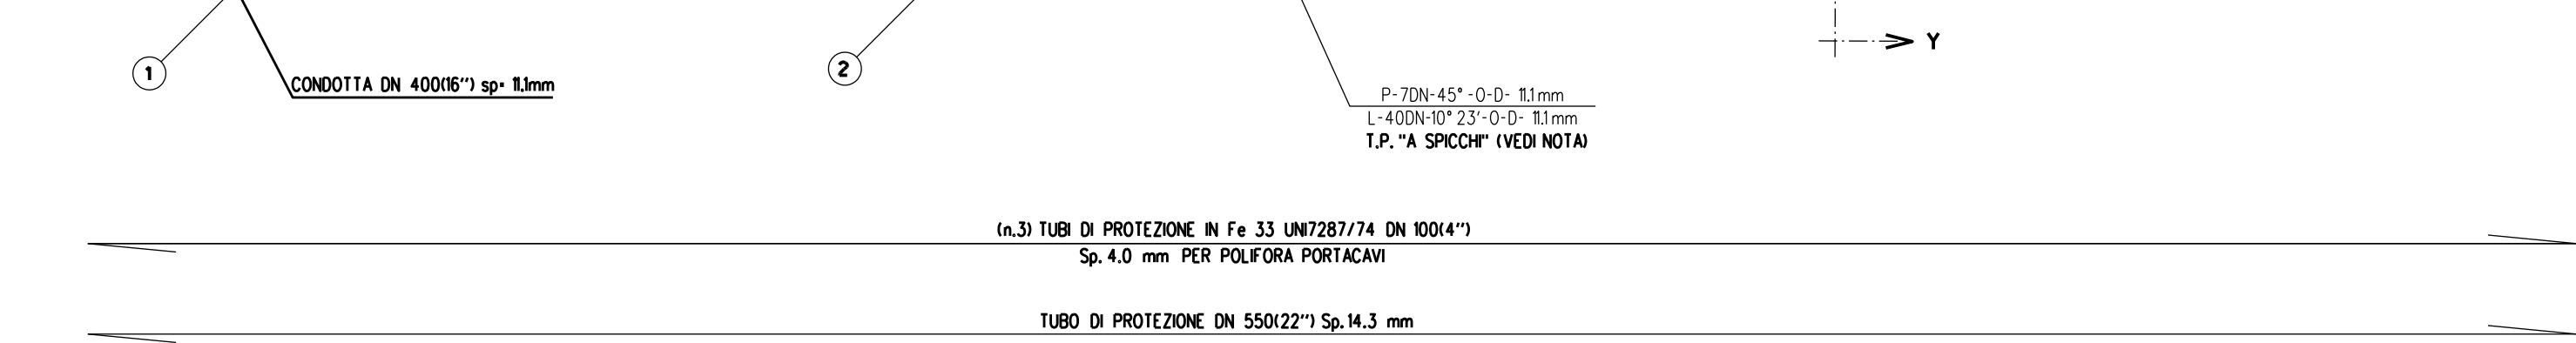 Y
1
2
CONDOTTA DN 400(16'') sp= 11.1mm
P-7DN-45° -O-D- 11.1 mm
L-40DN-10° 23'-O-D- 11.1 mm
T.P. "A SPICCHI" (VEDI NOTA)
(n.3) TUBI DI PROTEZIONE IN Fe 33 UNI7287/74 DN 100(4'')
Sp. 4.0 mm PER POLIFORA PORTACAVI
TUBO DI PROTEZIONE DN 550(22'') Sp.14.3 mm